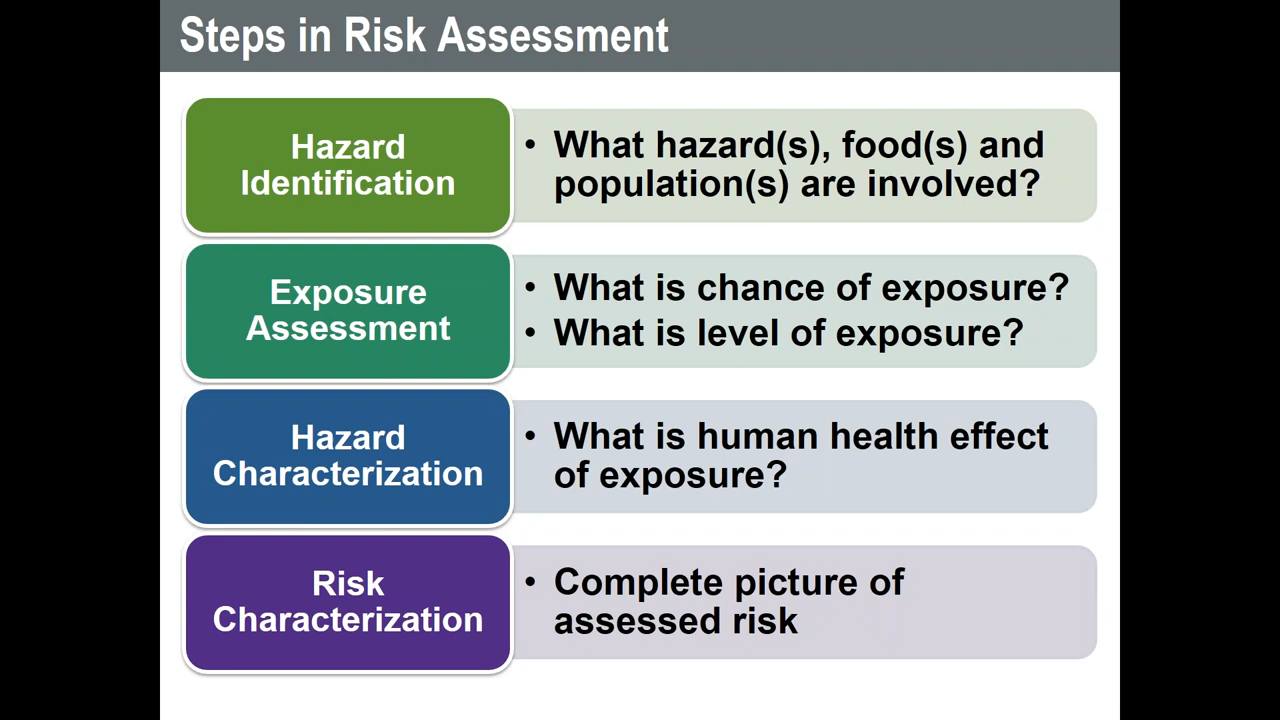 Steps in Risk Assessment
Hazard
Identification
• What hazard(s), food(s) and
population(s) are involved?
Exposure
Assessment
• What is chance of exposure?
• What is level of exposure?
Hazard
Characterization
• What is human health effect
of exposure?
Risk
Characterization
• Complete picture of
assessed risk